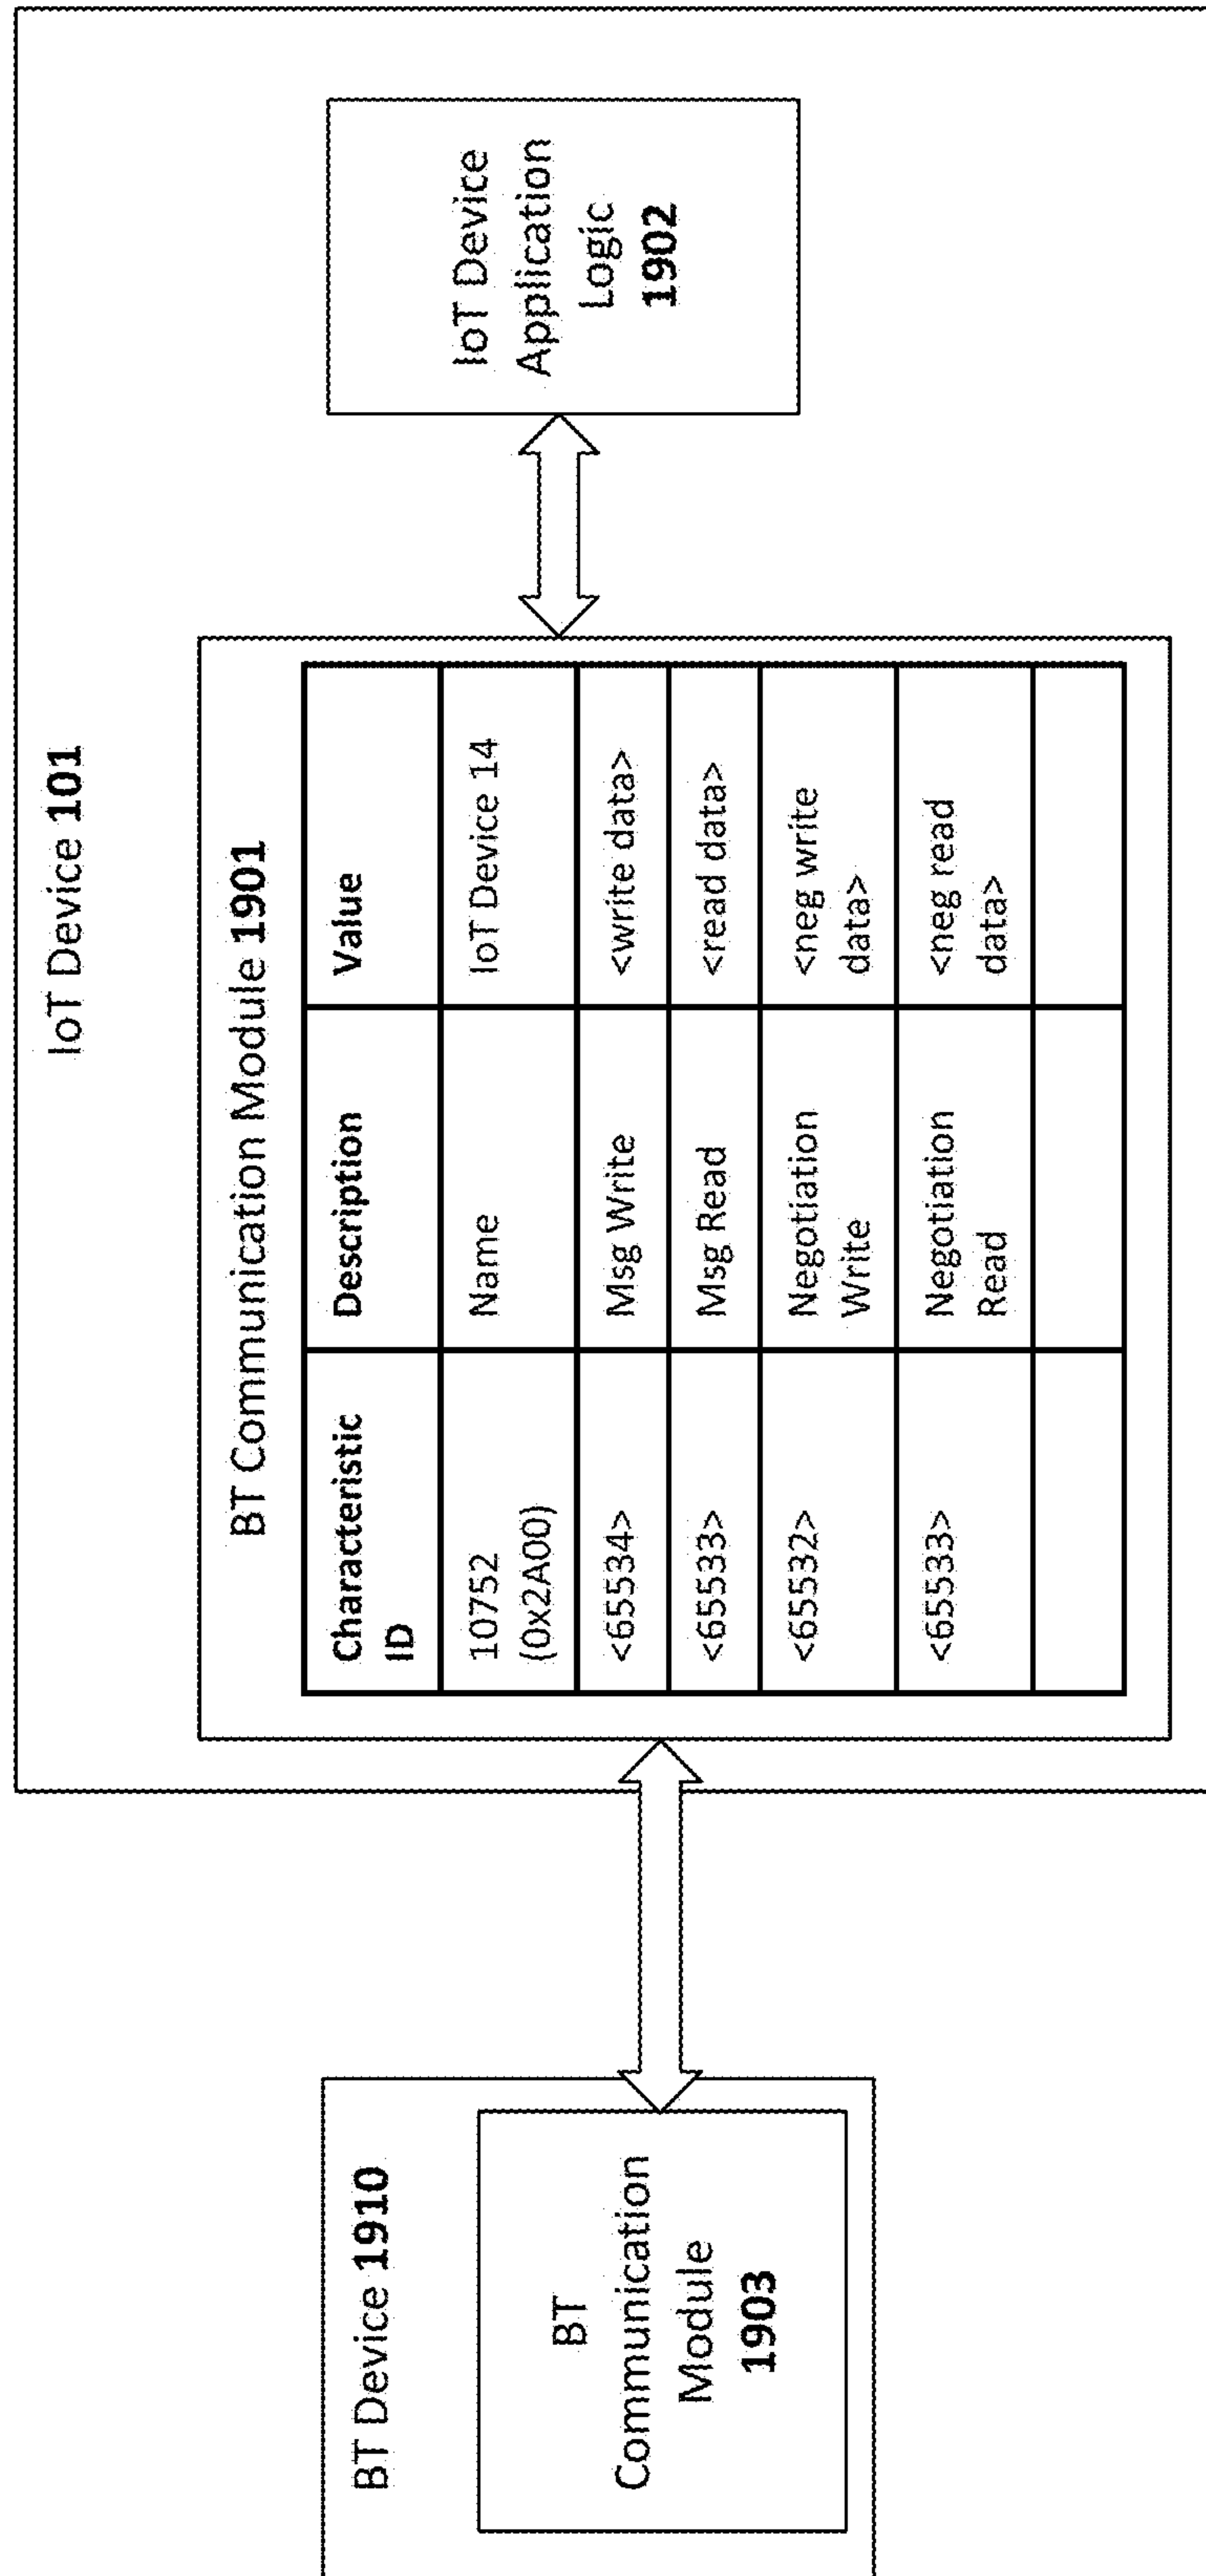 IoT Device 101
BT Communication Module 1901
Characteristic
ID
Description
Value
10752
(0x2A00)
Name
IoT Device 14
<65534>
Msg Write
<write data>
<65533>
Msg Read
<read data>
<65532>
Negotiation
Write
<neg write
data>
<65533>
Negotiation
Read
<neg read
data>
IoT Device
Application
Logic
1902
BT Device 1910
BT
Communication
Module
1903